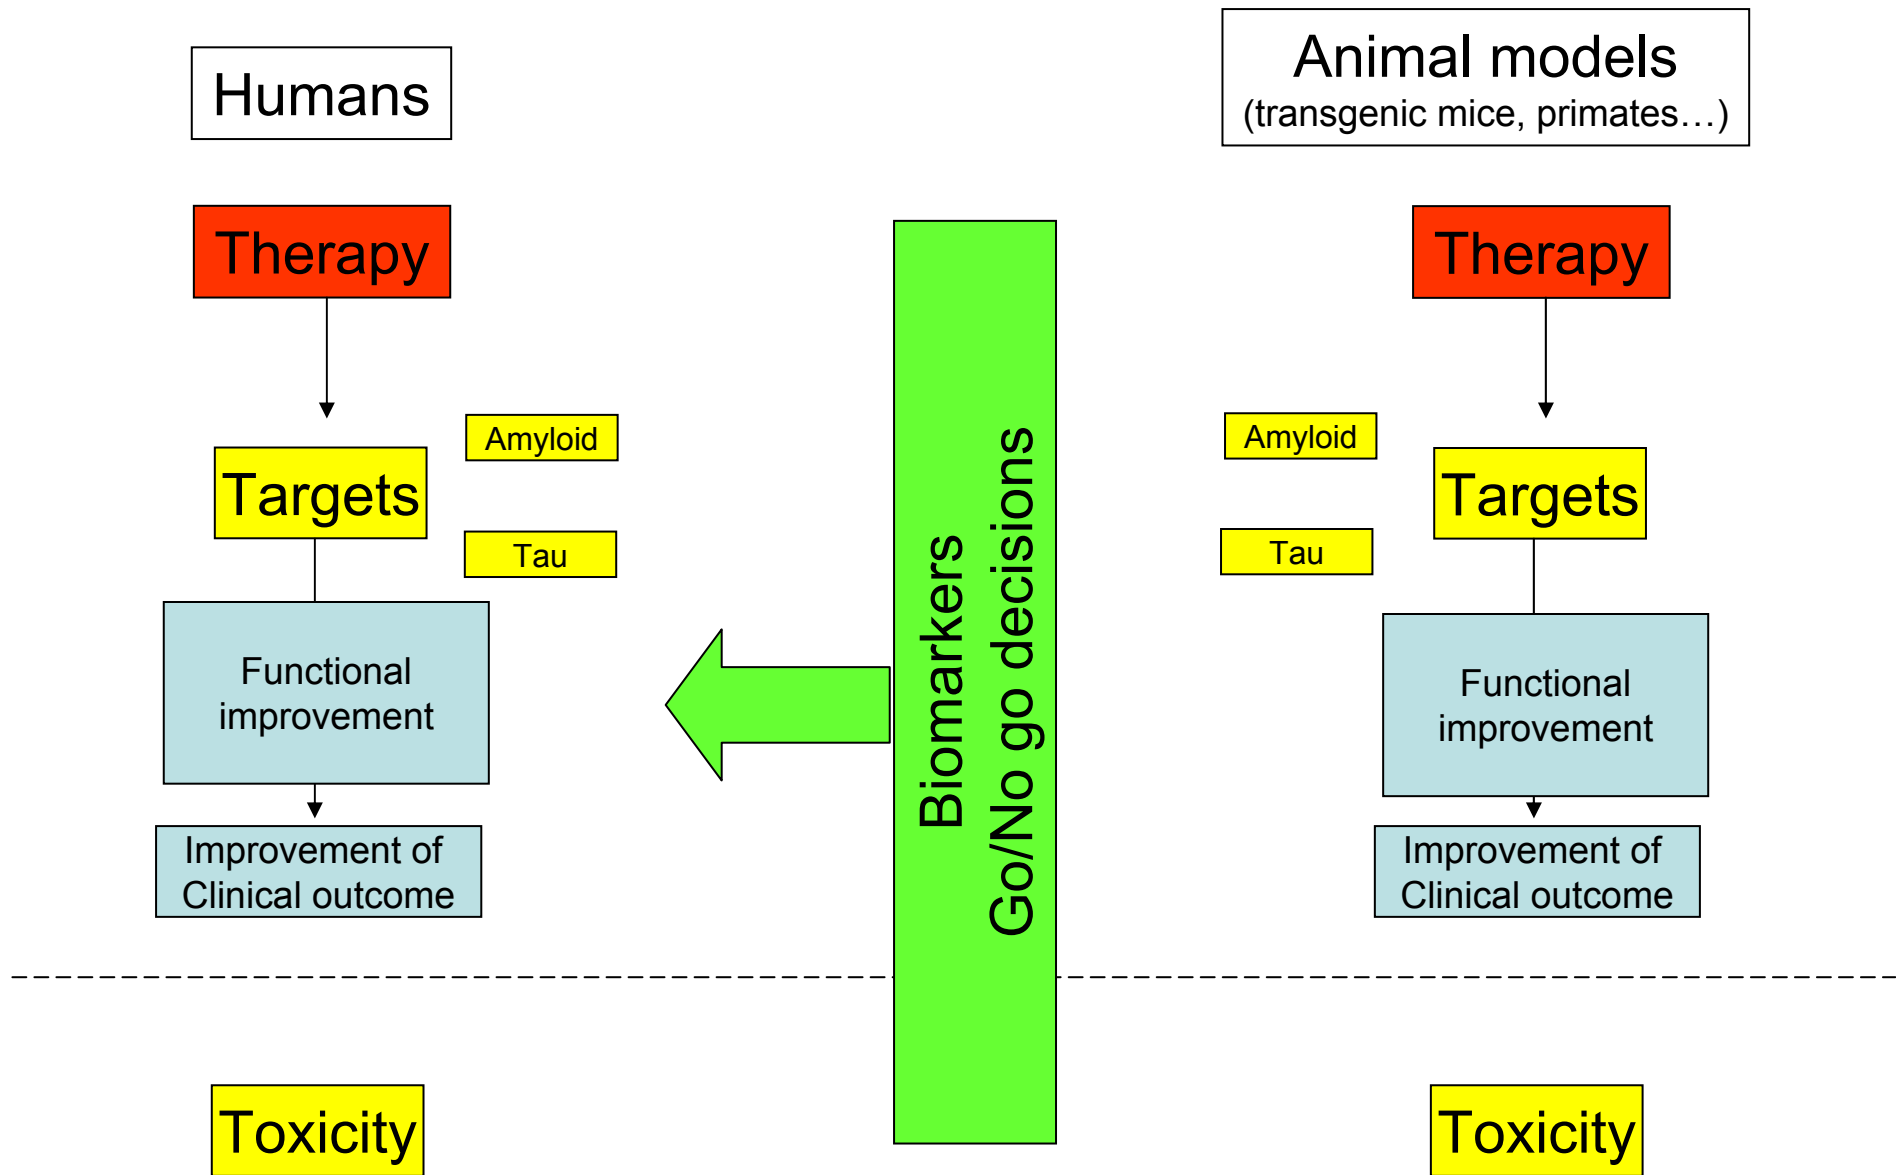 Humans
Therapy
Amyloid
Targets
Tau
Functional
improvement
Improvement of
Clinical outcome
Toxicity
Biomarkers
Go/No go decisions
Animal models
(transgenic mice, primates…)
Therapy
Amyloid
Targets
Tau
Functional
improvement
Improvement of
Clinical outcome
Toxicity